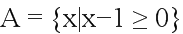 A = {x|x−1 ≥ 0}